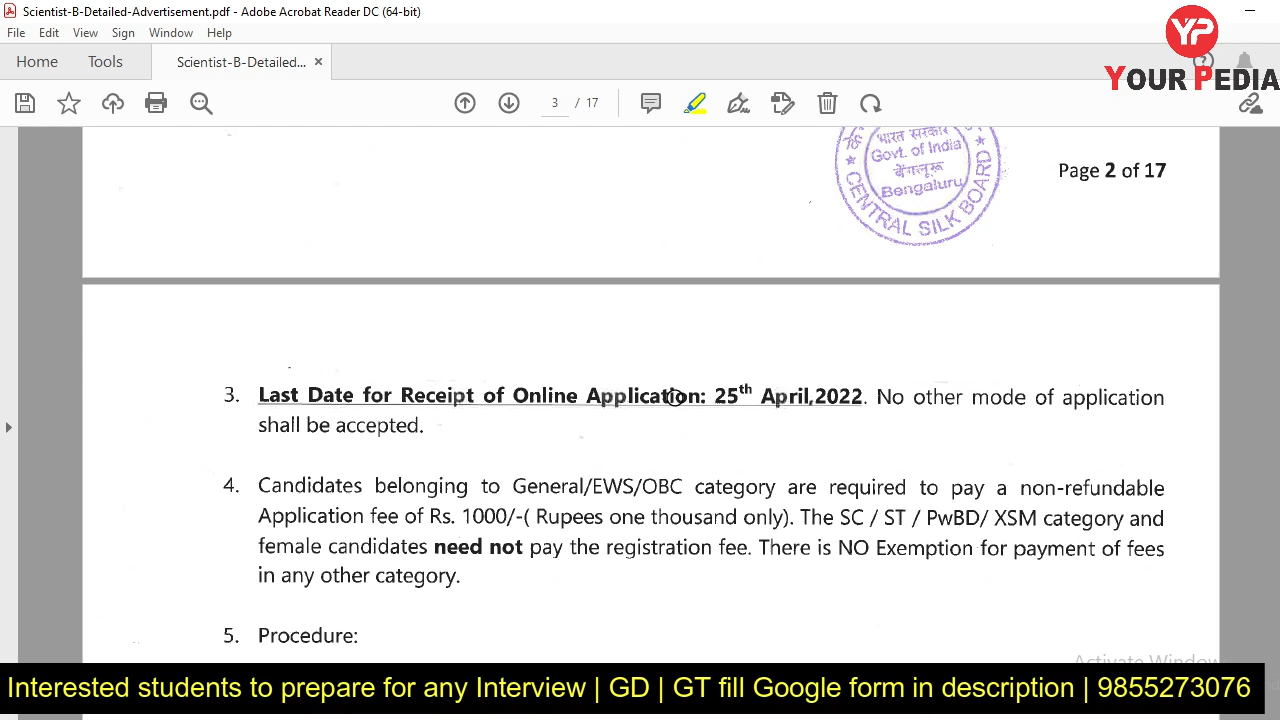 Scientist-B-Detailed-Advertisement.pdf - Adobe Acrobat Reader DC (64-bit)
File Edit View Sign Window Help
YP
YOUR PEDIA
Home Tools Scientist-B-Detailed... ×
3 / 17
भारत सरकार
Govt. of India
बेंगलूरू
Bengaluru
CENTRAL SILK BOARD
Page 2 of 17
3. Last Date for Receipt of Online Application: 25th April,2022. No other mode of application
shall be accepted.
4. Candidates belonging to General/EWS/OBC category are required to pay a non-refundable
Application fee of Rs. 1000/-( Rupees one thousand only). The SC / ST / PwBD/ XSM category and
female candidates need not pay the registration fee. There is NO Exemption for payment of fees
in any other category.
5. Procedure:
Activate Window
Interested students to prepare for any Interview | GD | GT fill Google form in description | 9855273076